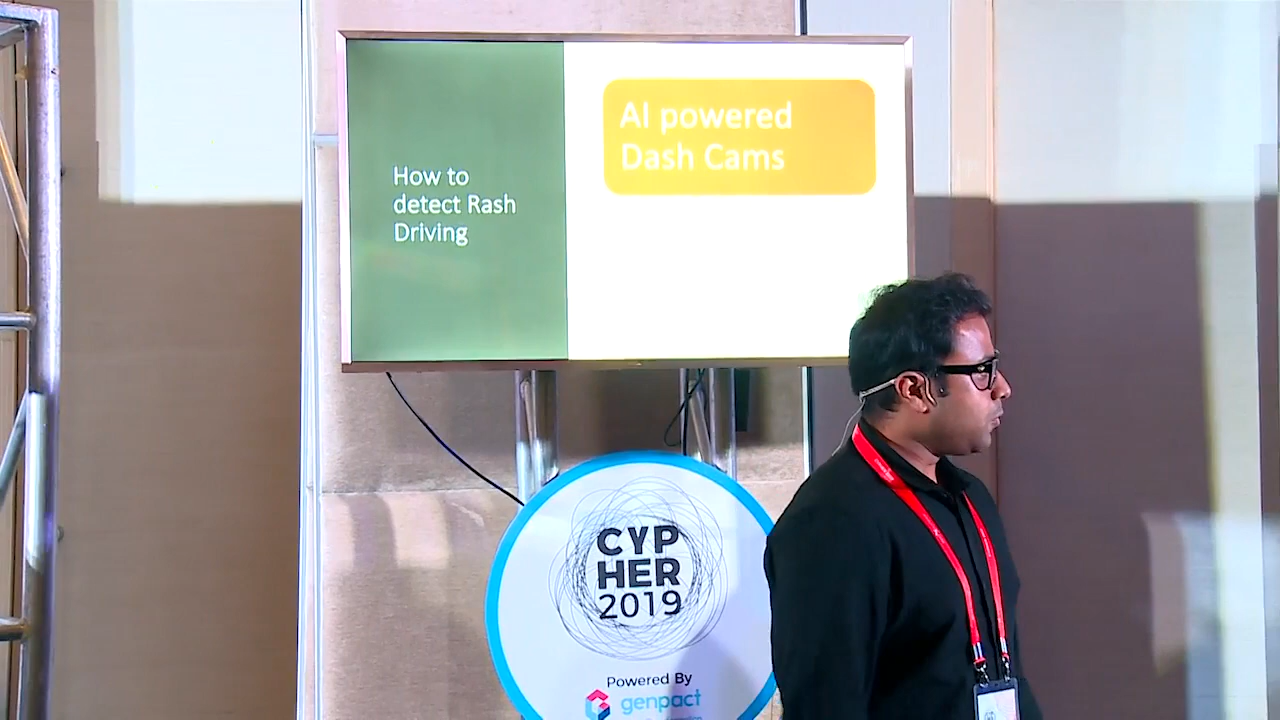 How to
detect Rash
Driving
AI powered
Dash Cams
CYP
HER
2019
Powered By
genpact